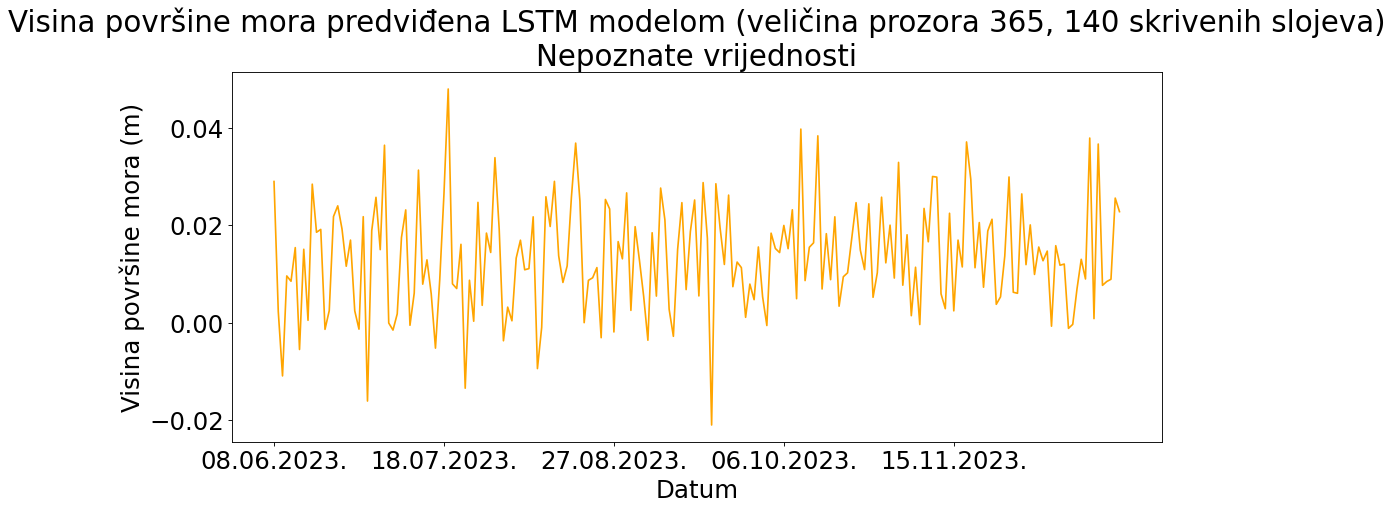 Visina površine mora predviđena LSTM modelom (veličina prozora 365, 140 skrivenih slojeva)
Nepoznate vrijednosti
Visina površine mora (m)
0.04
0.02
0.00
−0.02
08.06.2023. 18.07.2023. 27.08.2023. 06.10.2023. 15.11.2023.
Datum